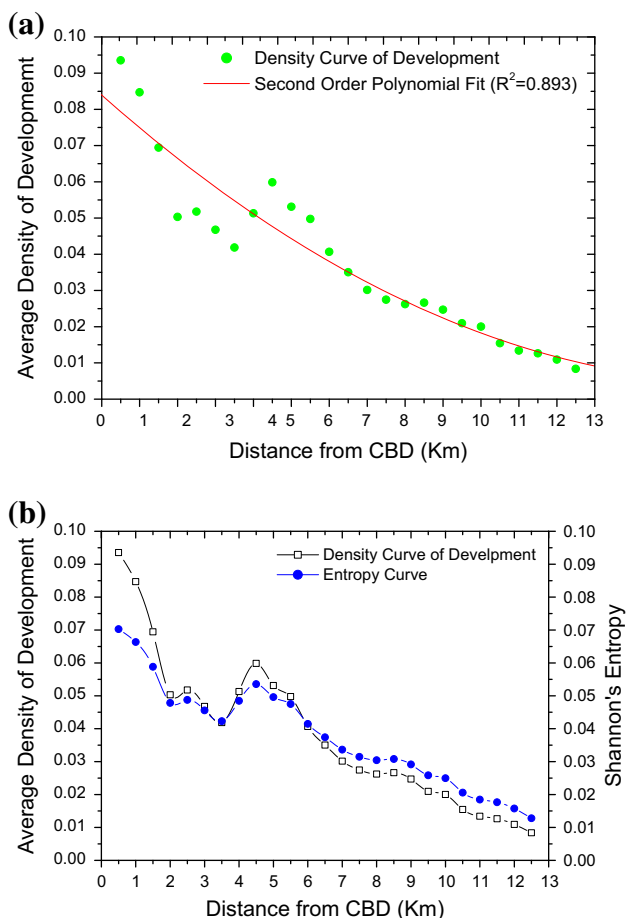 (a)
0.10
0.09
0.08
0.07
0.06
0.05
0.04
0.03
0.02
0.01
0.00
Average Density of Developmemt
Density Curve of Development
Second Order Polynomial Fit (R²=0.893)
0 1 2 3 4 5 6 7 8 9 10 11 12 13
Distance from CBD (Km)
(b)
0.10
0.09
0.08
0.07
0.06
0.05
0.04
0.03
0.02
0.01
0.00
Average Density of Development
Density Curve of Develpment
Entropy Curve
0.10
0.09
0.08
0.07
0.06
0.05
0.04
0.03
0.02
0.01
0.00
Shannon's Entropy
0 1 2 3 4 5 6 7 8 9 10 11 12 13
Distance from CBD (Km)